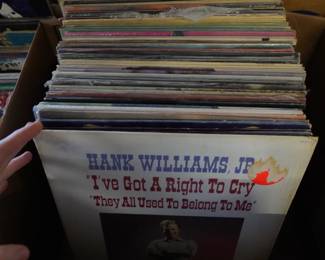 HANK WILLIAMS, JR
"I've Got A Right To Cry"
"They All Used To Belong To Me"